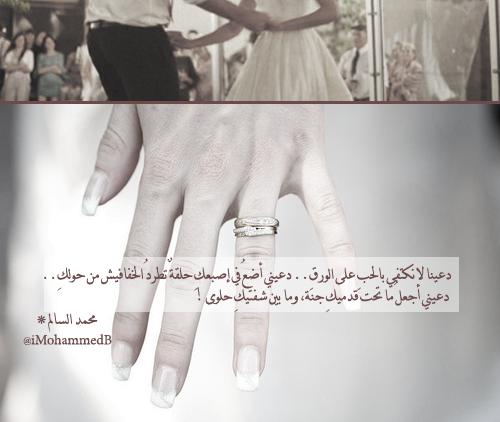 دعينا لا نكتفي بالحب على الورق . . دعيني أضعُ في إصبعكِ حلقةً تطردُ الخفافيش من حولكِ . .
دعيني أجعلُ ما تحت قدميكِ جنّة، وما بين شفتيكِ حلوى !
محمد السالم *
@iMohammedB